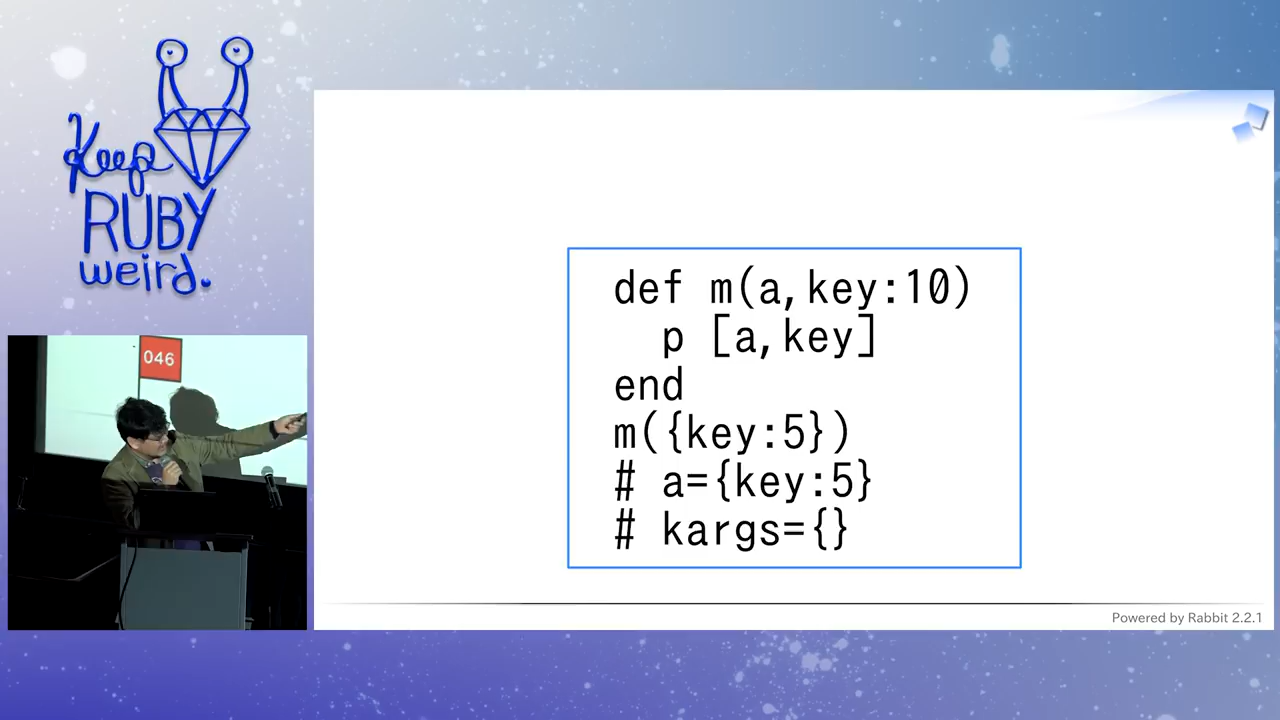 Keep
RUBY
weird.
046
def m(a,key:10)
  p [a,key]
end
m({key:5})
# a={key:5}
# kargs={}
Powered by Rabbit 2.2.1